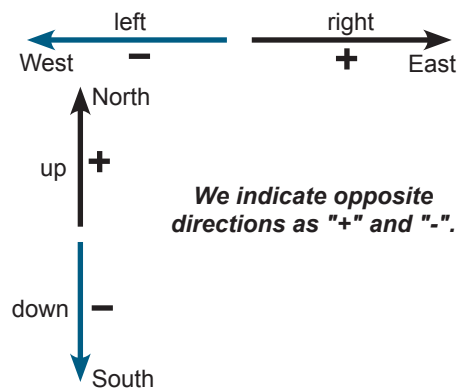 left right
West − + East
North
up +
We indicate opposite
directions as "+" and "-".
down −
South